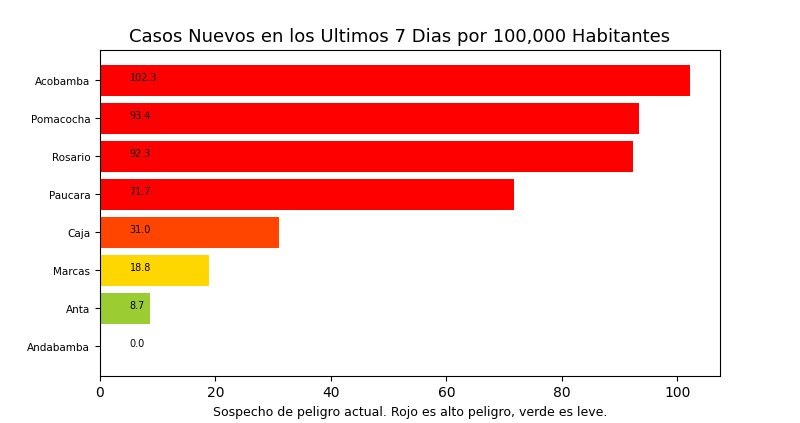 Casos Nuevos en los Ultimos 7 Dias por 100,000 Habitantes
Acobamba 102.3
Pomacocha 93.4
Rosario 92.3
Paucara 71.7
Caja 31.0
Marcas 18.8
Anta 8.7
Andabamba 0.0
0 20 40 60 80 100
Sospecho de peligro actual. Rojo es alto peligro, verde es leve.